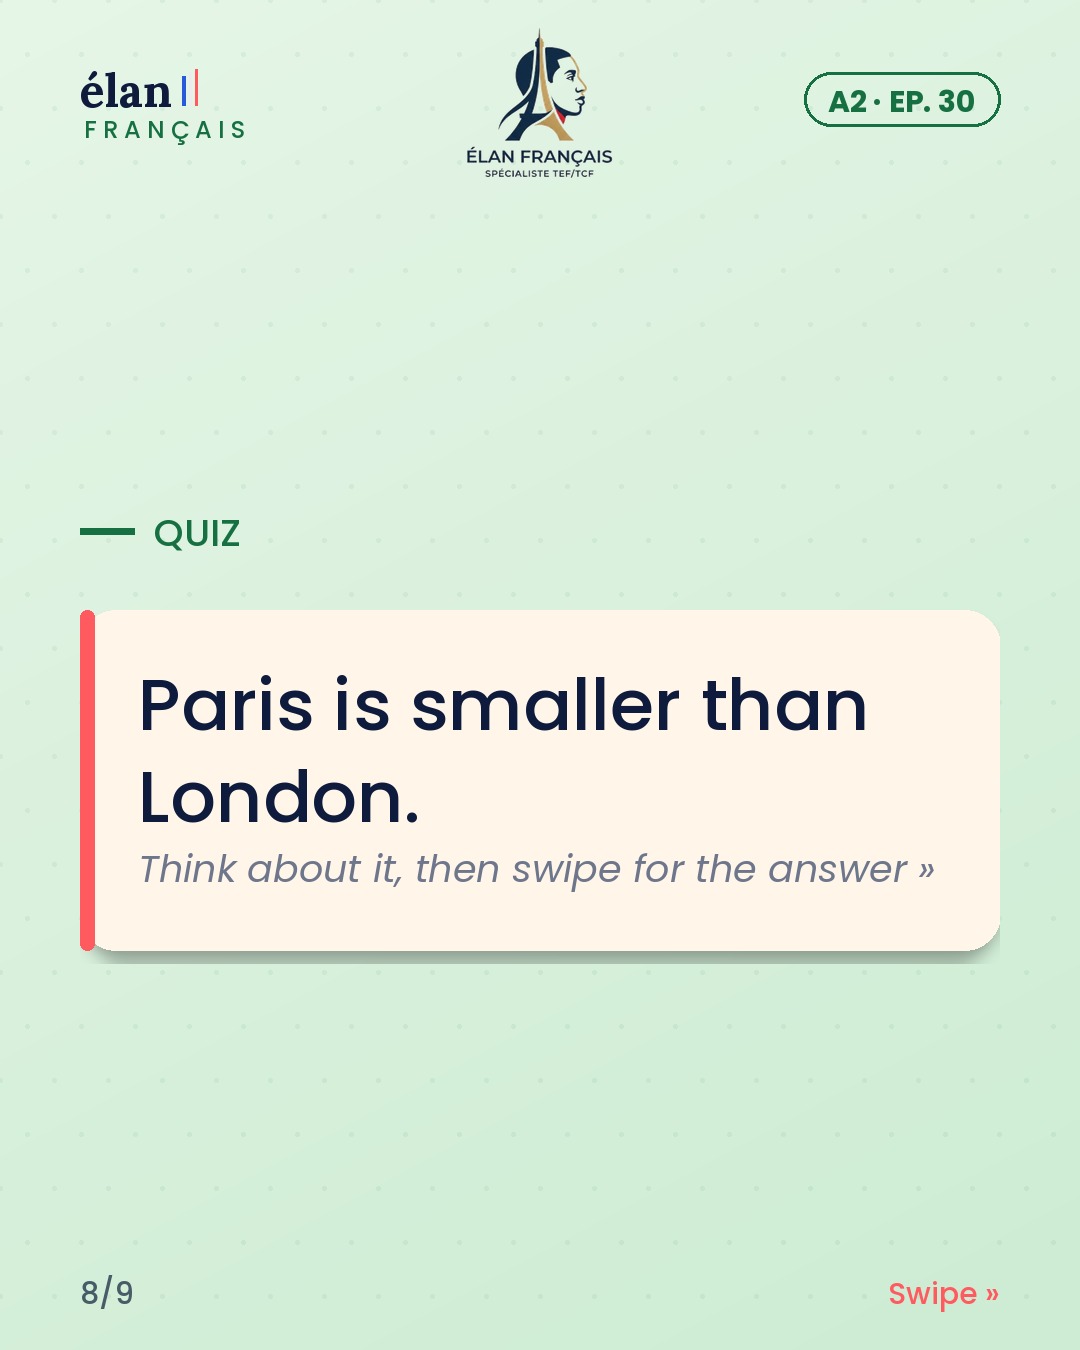 élan
FRANÇAIS
ÉLAN FRANÇAIS
SPÉCIALISTE TEF/TCF
A2 · EP. 30
QUIZ
Paris is smaller than
London.
Think about it, then swipe for the answer »
8/9
Swipe »